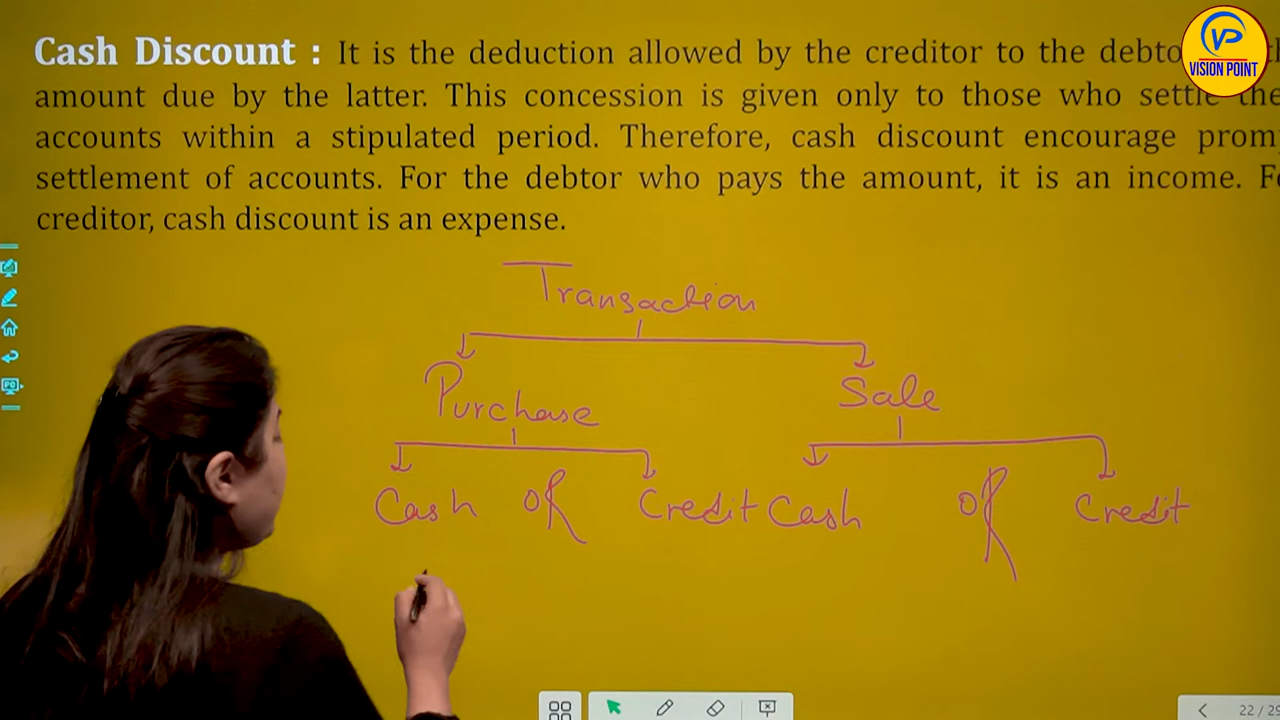 Cash Discount : It is the deduction allowed by the creditor to the debto
amount due by the latter. This concession is given only to those who settle the
accounts within a stipulated period. Therefore, cash discount encourage prom
settlement of accounts. For the debtor who pays the amount, it is an income. F
creditor, cash discount is an expense.
VP
VISION POINT
Transaction
Purchase Sale
Cash OR Credit Cash OR Credit
22 / 29